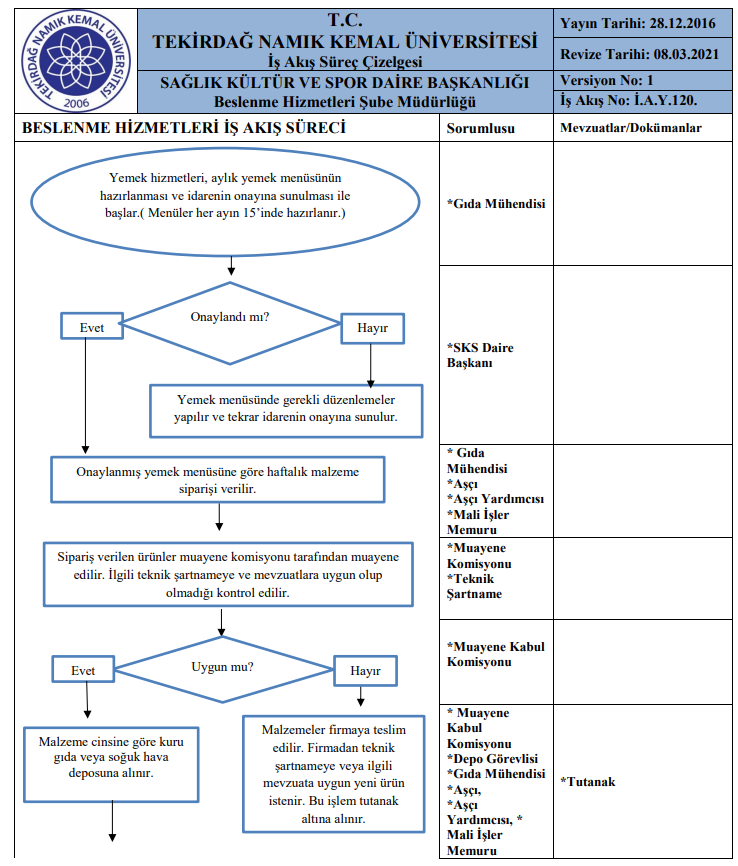 TEKİRDAĞ NAMIK KEMAL ÜNİVERSİTESİ
2006
T.C.
TEKİRDAĞ NAMIK KEMAL ÜNİVERSİTESİ
İş Akış Süreç Çizelgesi
SAĞLIK KÜLTÜR VE SPOR DAİRE BAŞKANLIĞI
Beslenme Hizmetleri Şube Müdürlüğü
Yayın Tarihi: 28.12.2016
Revize Tarihi: 08.03.2021
Versiyon No: 1
İş Akış No: İ.A.Y.120.
BESLENME HİZMETLERİ İŞ AKIŞ SÜRECİ
Sorumlusu
Mevzuatlar/Dokümanlar
Yemek hizmetleri, aylık yemek menüsünün
hazırlanması ve idarenin onayına sunulması ile
başlar.( Menüler her ayın 15’inde hazırlanır.)
*Gıda Mühendisi
Onaylandı mı?
Evet
Hayır
Yemek menüsünde gerekli düzenlemeler
yapılır ve tekrar idarenin onayına sunulur.
*SKS Daire
Başkanı
Onaylanmış yemek menüsüne göre haftalık malzeme
siparişi verilir.
* Gıda
Mühendisi
*Aşçı
*Aşçı Yardımcısı
*Mali İşler
Memuru
Sipariş verilen ürünler muayene komisyonu tarafından muayene
edilir. İlgili teknik şartnameye ve mevzuatlara uygun olup
olmadığı kontrol edilir.
*Muayene
Komisyonu
*Teknik
Şartname
Uygun mu?
Evet
Hayır
*Muayene Kabul
Komisyonu
Malzeme cinsine göre kuru
gıda veya soğuk hava
deposuna alınır.
Malzemeler firmaya teslim
edilir. Firmadan teknik
şartnameye veya ilgili
mevzuata uygun yeni ürün
istenir. Bu işlem tutanak
altına alınır.
* Muayene
Kabul
Komisyonu
*Depo Görevlisi
*Gıda Mühendisi
*Aşçı,
*Aşçı
Yardımcısı, *
Mali İşler
Memuru
*Tutanak